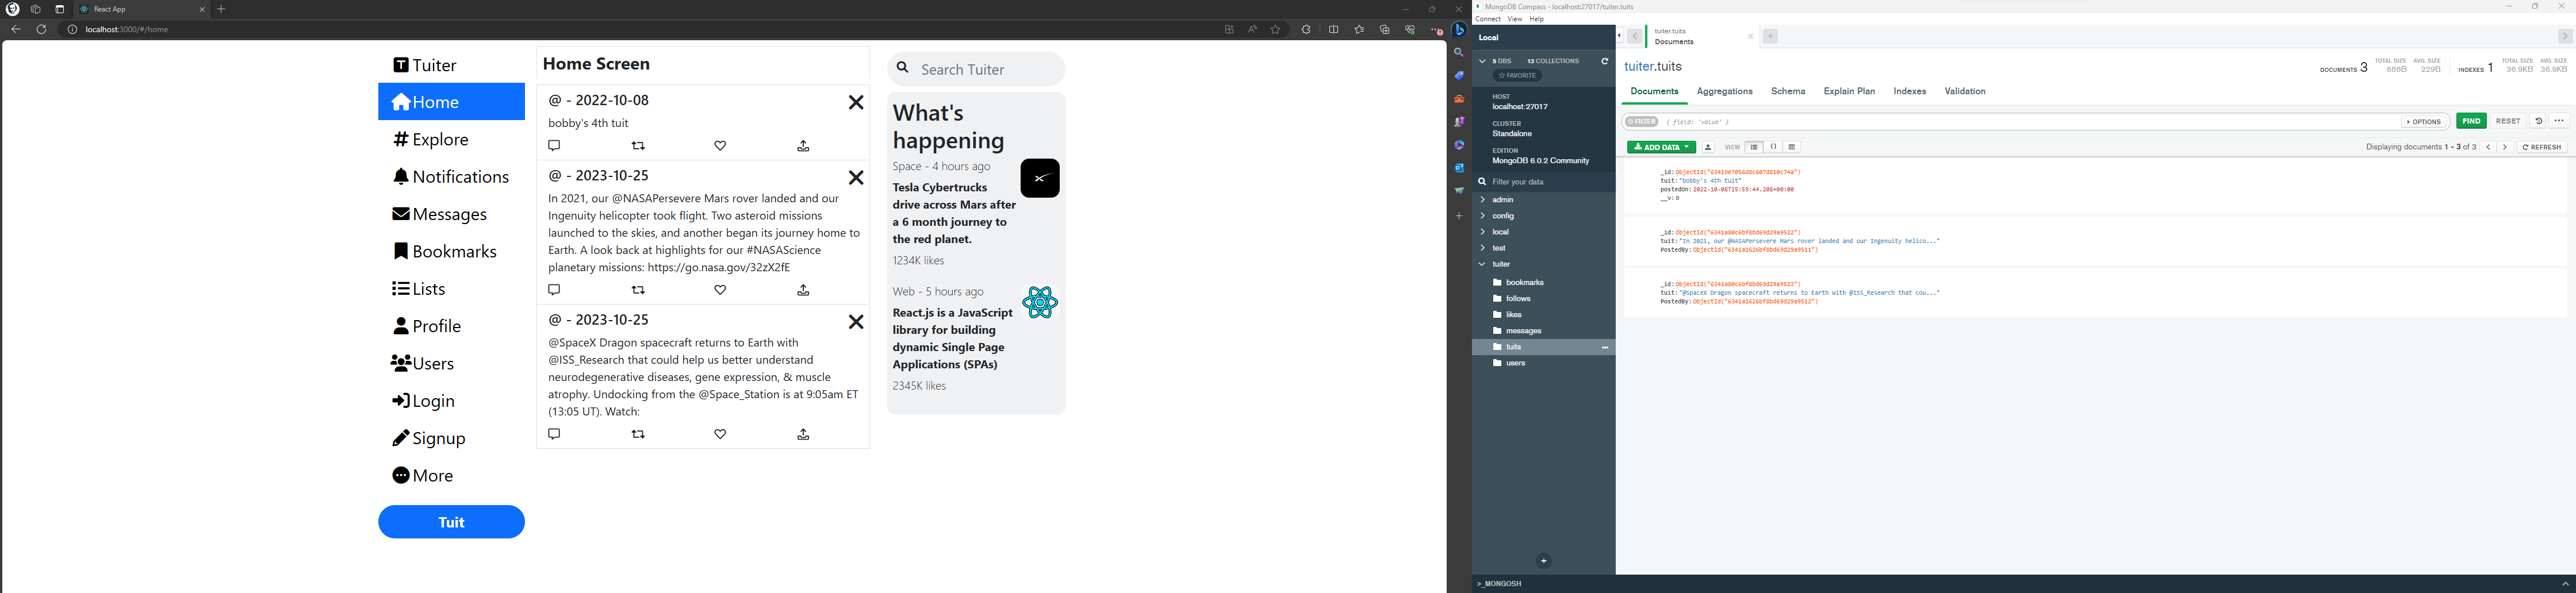 React App
localhost:3000/#/home
Tuiter
Home
Explore
Notifications
Messages
Bookmarks
Lists
Profile
Users
Login
Signup
More
Tuit
Home Screen
@ - 2022-10-08
bobby's 4th tuit
@ - 2023-10-25
In 2021, our @NASAPersevere Mars rover landed and our
Ingenuity helicopter took flight. Two asteroid missions
launched to the skies, and another began its journey home to
Earth. A look back at highlights for our #NASAScience
planetary missions: https://go.nasa.gov/32zX2fE
@ - 2023-10-25
@SpaceX Dragon spacecraft returns to Earth with
@ISS_Research that could help us better understand
neurodegenerative diseases, gene expression, & muscle
atrophy. Undocking from the @Space_Station is at 9:05am ET
(13:05 UT). Watch:
Search Tuiter
What's
happening
Space - 4 hours ago
Tesla Cybertrucks
drive across Mars after
a 6 month journey to
the red planet.
1234K likes
Web - 5 hours ago
React.js is a JavaScript
library for building
dynamic Single Page
Applications (SPAs)
2345K likes
MongoDB Compass - localhost:27017/tuiter.tuits
Connect View Help
Local
5 DBS 13 COLLECTIONS
FAVORITE
HOST
localhost:27017
CLUSTER
Standalone
EDITION
MongoDB 6.0.2 Community
Filter your data
admin
config
local
test
tuiter
bookmarks
follows
likes
messages
tuits
users
tuiter.tuits
Documents
tuiter.tuits
DOCUMENTS 3 TOTAL SIZE 688B AVG. SIZE 229B INDEXES 1 TOTAL SIZE 36.9KB AVG. SIZE 36.9KB
Documents Aggregations Schema Explain Plan Indexes Validation
FILTER { field: 'value' } OPTIONS FIND RESET
ADD DATA VIEW Displaying documents 1 - 3 of 3 REFRESH
_id: ObjectId("63419e7056d8c607d810c74a")
tuit: "bobby's 4th tuit"
postedOn: 2022-10-08T15:59:44.208+00:00
__v: 0
_id: ObjectId("6341a80c6bf8bd69d29a9522")
tuit: "In 2021, our @NASAPersevere Mars rover landed and our Ingenuity helico..."
PostedBy: ObjectId("6341a1626bf8bd69d29a9511")
_id: ObjectId("6341a80c6bf8bd69d29a9523")
tuit: "@SpaceX Dragon spacecraft returns to Earth with @ISS_Research that cou..."
PostedBy: ObjectId("6341a1626bf8bd69d29a9512")
>_MONGOSH